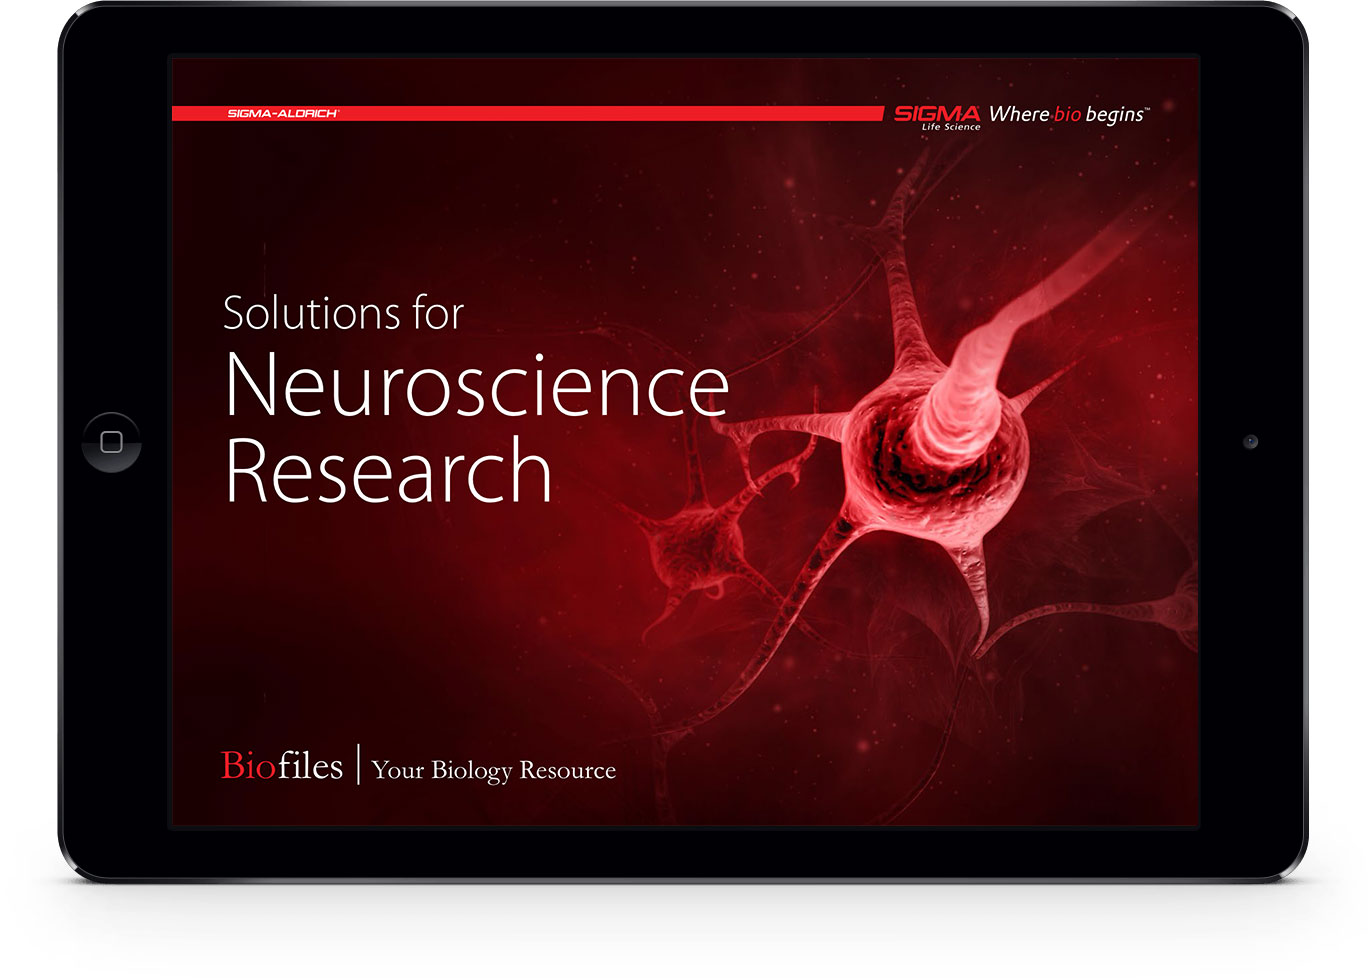 SIGMA-ALDRICH®
SIGMA® Where bio begins™
Life Science
Solutions for
Neuroscience
Research
Biofiles | Your Biology Resource